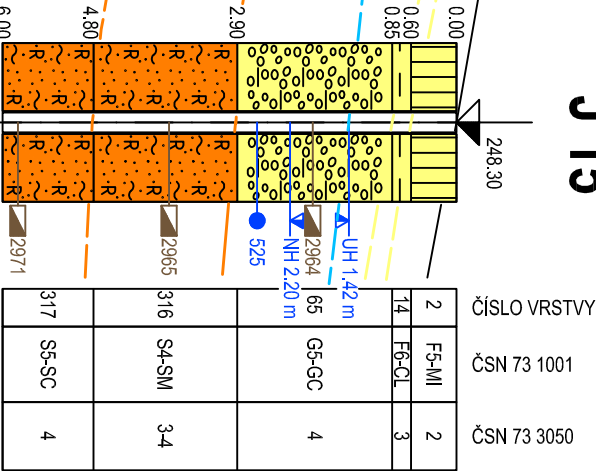 J 15
248.30
0.00
0.60
0.85
2.90
4.80
6.00
UH 1.42 m
2964
NH 2.20 m
525
2965
2971
ČÍSLO VRSTVY
2
14
65
316
317
ČSN 73 1001
F5-MI
F6-CL
G5-GC
S4-SM
S5-SC
ČSN 73 3050
2
3
4
3-4
4